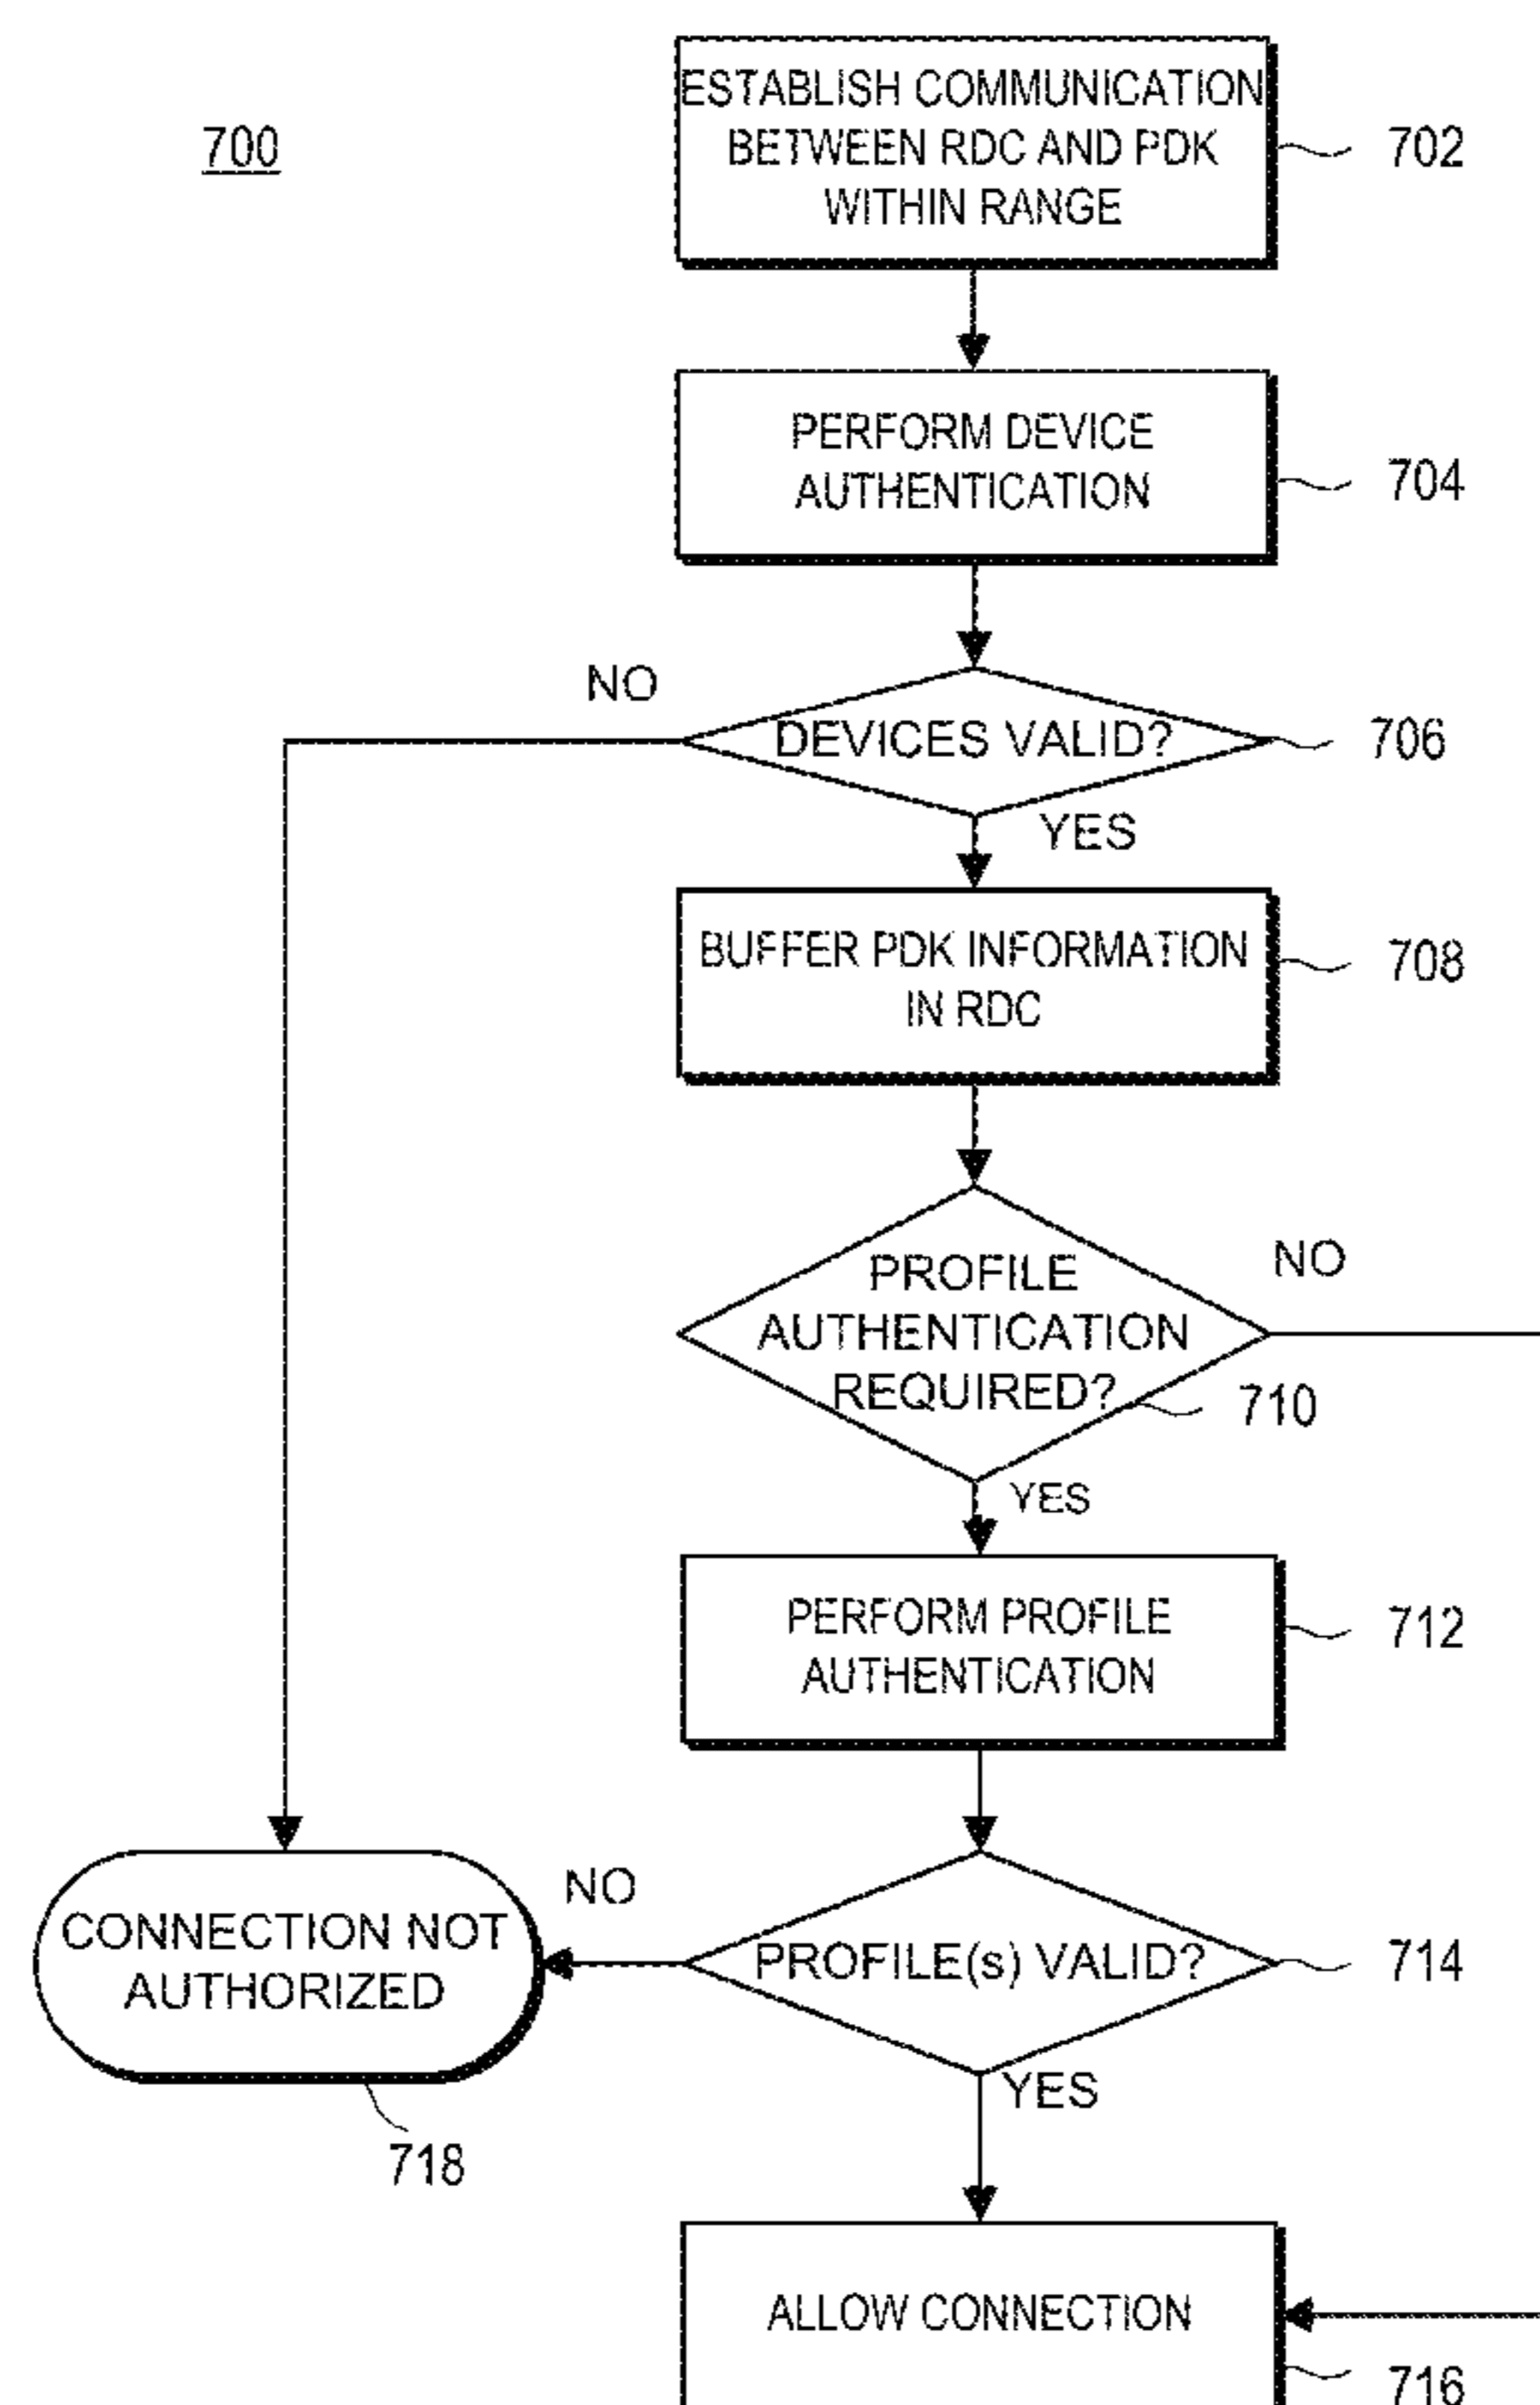 700
ESTABLISH COMMUNICATION
BETWEEN RDC AND PDK
WITHIN RANGE
702
PERFORM DEVICE
AUTHENTICATION
704
NO
DEVICES VALID?
706
YES
BUFFER PDK INFORMATION
IN RDC
708
PROFILE
AUTHENTICATION
REQUIRED?
NO
710
YES
PERFORM PROFILE
AUTHENTICATION
712
NO
CONNECTION NOT
AUTHORIZED
718
PROFILE(s) VALID?
714
YES
ALLOW CONNECTION
716